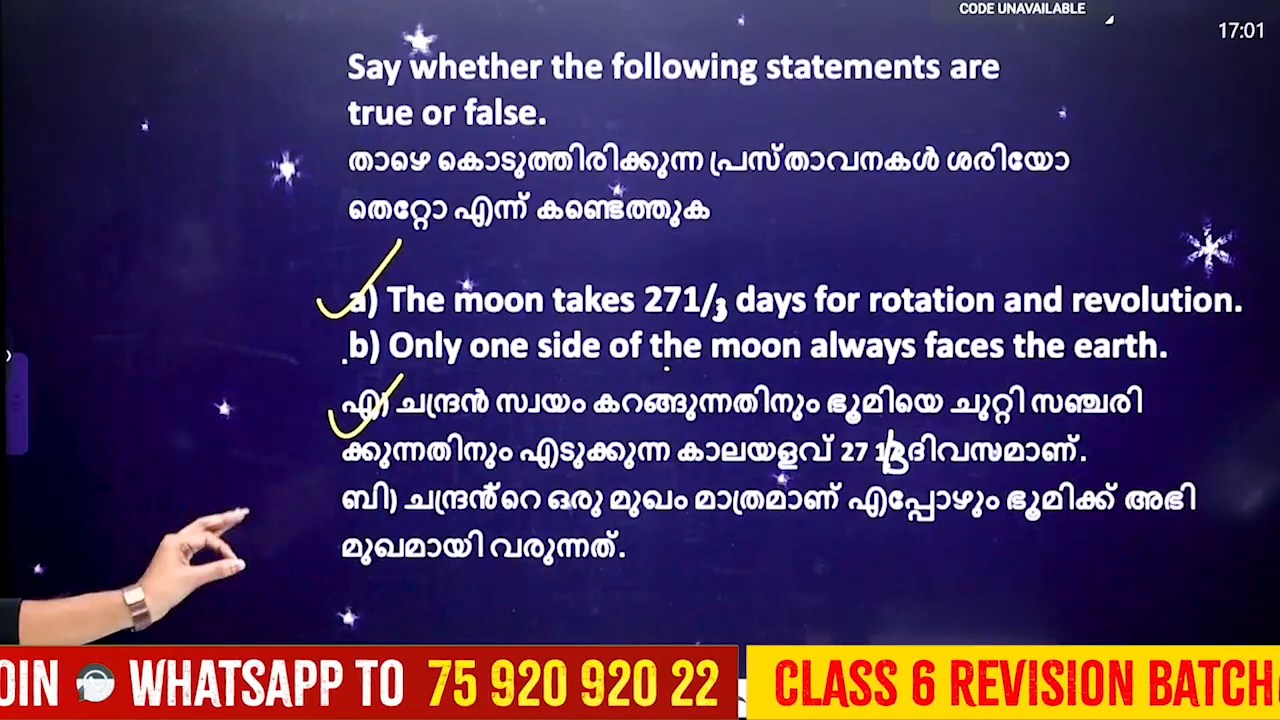 CODE UNAVAILABLE
17:01
Say whether the following statements are
true or false.
താഴെ കൊടുത്തിരിക്കുന്ന പ്രസ്താവനകൾ ശരിയോ
തെറ്റോ എന്ന് കണ്ടെത്തുക
a) The moon takes 271/3 days for rotation and revolution.
b) Only one side of the moon always faces the earth.
എ) ചന്ദ്രൻ സ്വയം കറങ്ങുന്നതിനും ഭൂമിയെ ചുറ്റി സഞ്ചരി
ക്കുന്നതിനും എടുക്കുന്ന കാലയളവ് 27 1/3 ദിവസമാണ്.
ബി) ചന്ദ്രൻ്റെ ഒരു മുഖം മാത്രമാണ് എപ്പോഴും ഭൂമിക്ക് അഭി
മുഖമായി വരുന്നത്.
OIN WHATSAPP TO 75 920 920 22 CLASS 6 REVISION BATCH